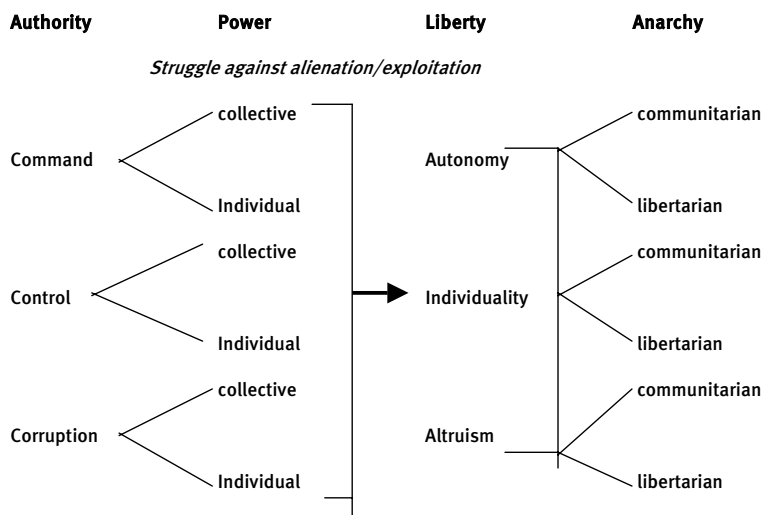 Authority Power Liberty Anarchy
Struggle against alienation/exploitation
collective communitarian
Command Autonomy
Individual libertarian
collective communitarian
Control Individuality
Individual libertarian
collective communitarian
Corruption Altruism
Individual libertarian